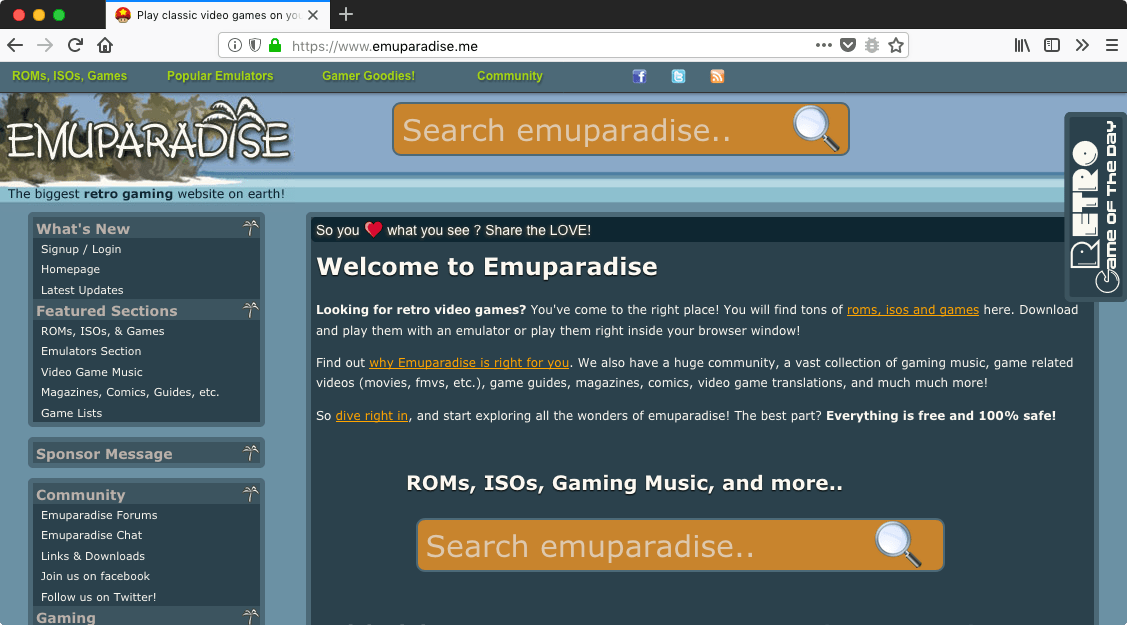 Play classic video games on you
https://www.emuparadise.me
ROMs, ISOs, Games
Popular Emulators
Gamer Goodies!
Community
EMUPARADISE
Search emuparadise..
The biggest retro gaming website on earth!
RETRO
Game OF THE DAY
What's New
Signup / Login
Homepage
Latest Updates
Featured Sections
ROMs, ISOs, & Games
Emulators Section
Video Game Music
Magazines, Comics, Guides, etc.
Game Lists
Sponsor Message
Community
Emuparadise Forums
Emuparadise Chat
Links & Downloads
Join us on facebook
Follow us on Twitter!
Gaming
So you ❤ what you see ? Share the LOVE!
Welcome to Emuparadise
Looking for retro video games? You've come to the right place! You will find tons of roms, isos and games here. Download
and play them with an emulator or play them right inside your browser window!
Find out why Emuparadise is right for you. We also have a huge community, a vast collection of gaming music, game related
videos (movies, fmvs, etc.), game guides, magazines, comics, video game translations, and much much more!
So dive right in, and start exploring all the wonders of emuparadise! The best part? Everything is free and 100% safe!
ROMs, ISOs, Gaming Music, and more..
Search emuparadise..